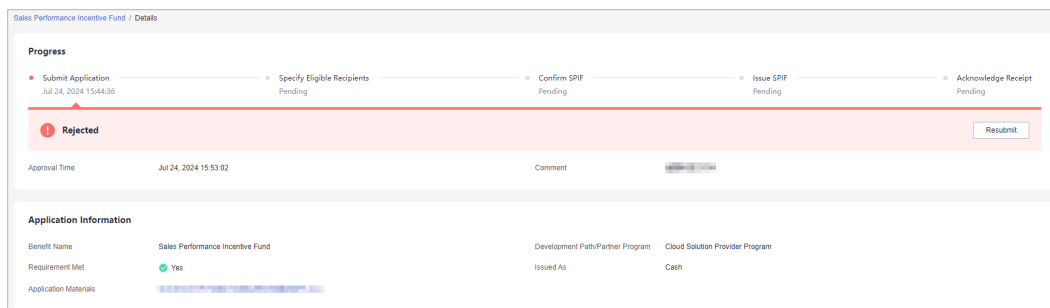 Sales Performance Incentive Fund / Details
Progress
Submit Application Specify Eligible Recipients Confirm SPIF Issue SPIF Acknowledge Receipt
Jul 24, 2024 15:44:36 Pending Pending Pending Pending
Rejected Resubmit
Approval Time Jul 24, 2024 15:53:02 Comment
Application Information
Benefit Name Sales Performance Incentive Fund Development Path/Partner Program Cloud Solution Provider Program
Requirement Met Yes Issued As Cash
Application Materials